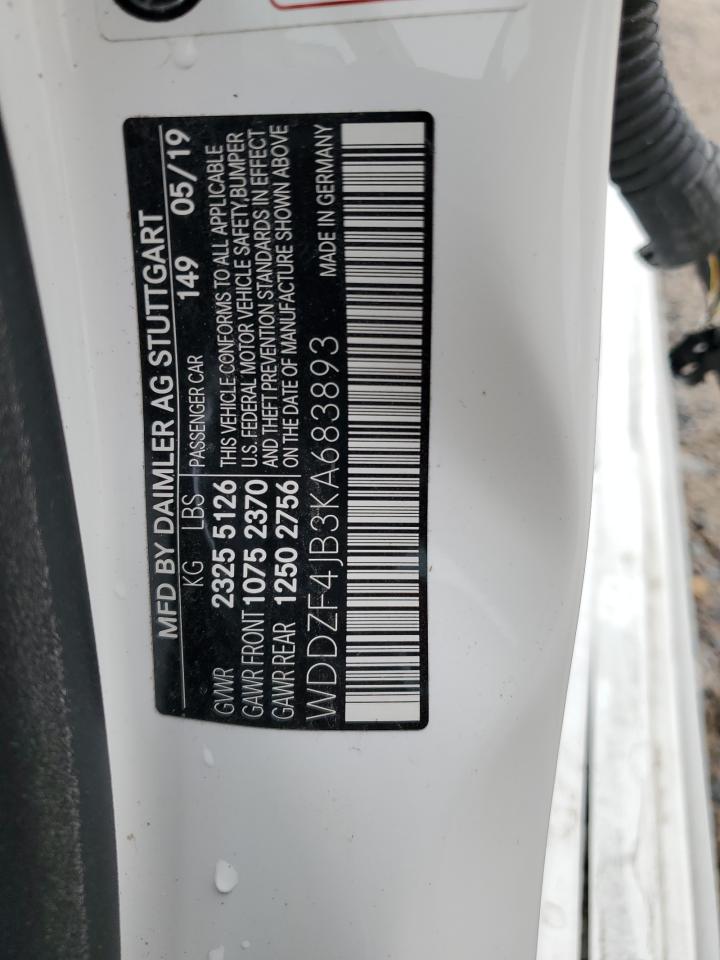 MFD BY DAIMLER AG STUTTGART
KG LBS PASSENGER CAR 149 05/19
GVWR 2325 5126 THIS VEHICLE CONFORMS TO ALL APPLICABLE
GAWR FRONT 1075 2370 U.S. FEDERAL MOTOR VEHICLE SAFETY, BUMPER
GAWR REAR 1250 2756 AND THEFT PREVENTION STANDARDS IN EFFECT
ON THE DATE OF MANUFACTURE SHOWN ABOVE
WDDZF4JB3KA683893 MADE IN GERMANY